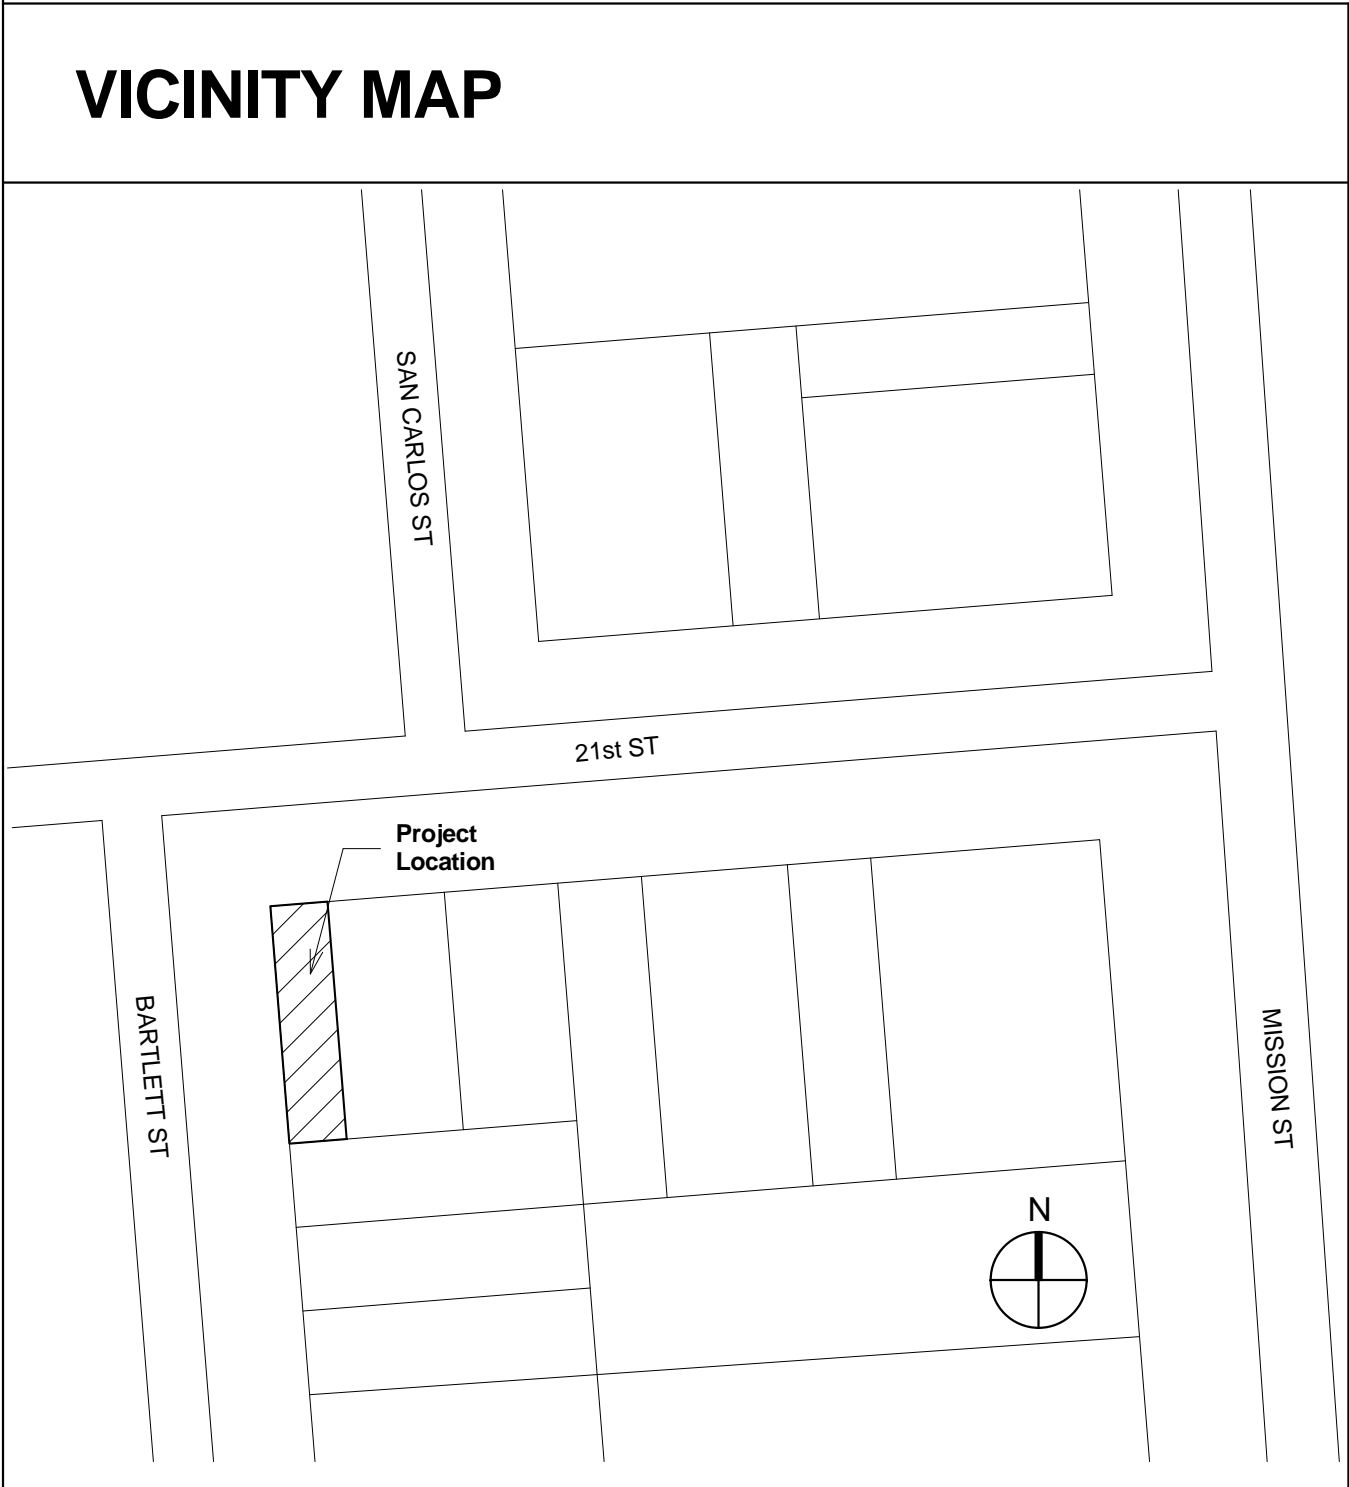 VICINITY MAP
SAN CARLOS ST
21st ST
Project
Location
BARTLETT ST
MISSION ST
N